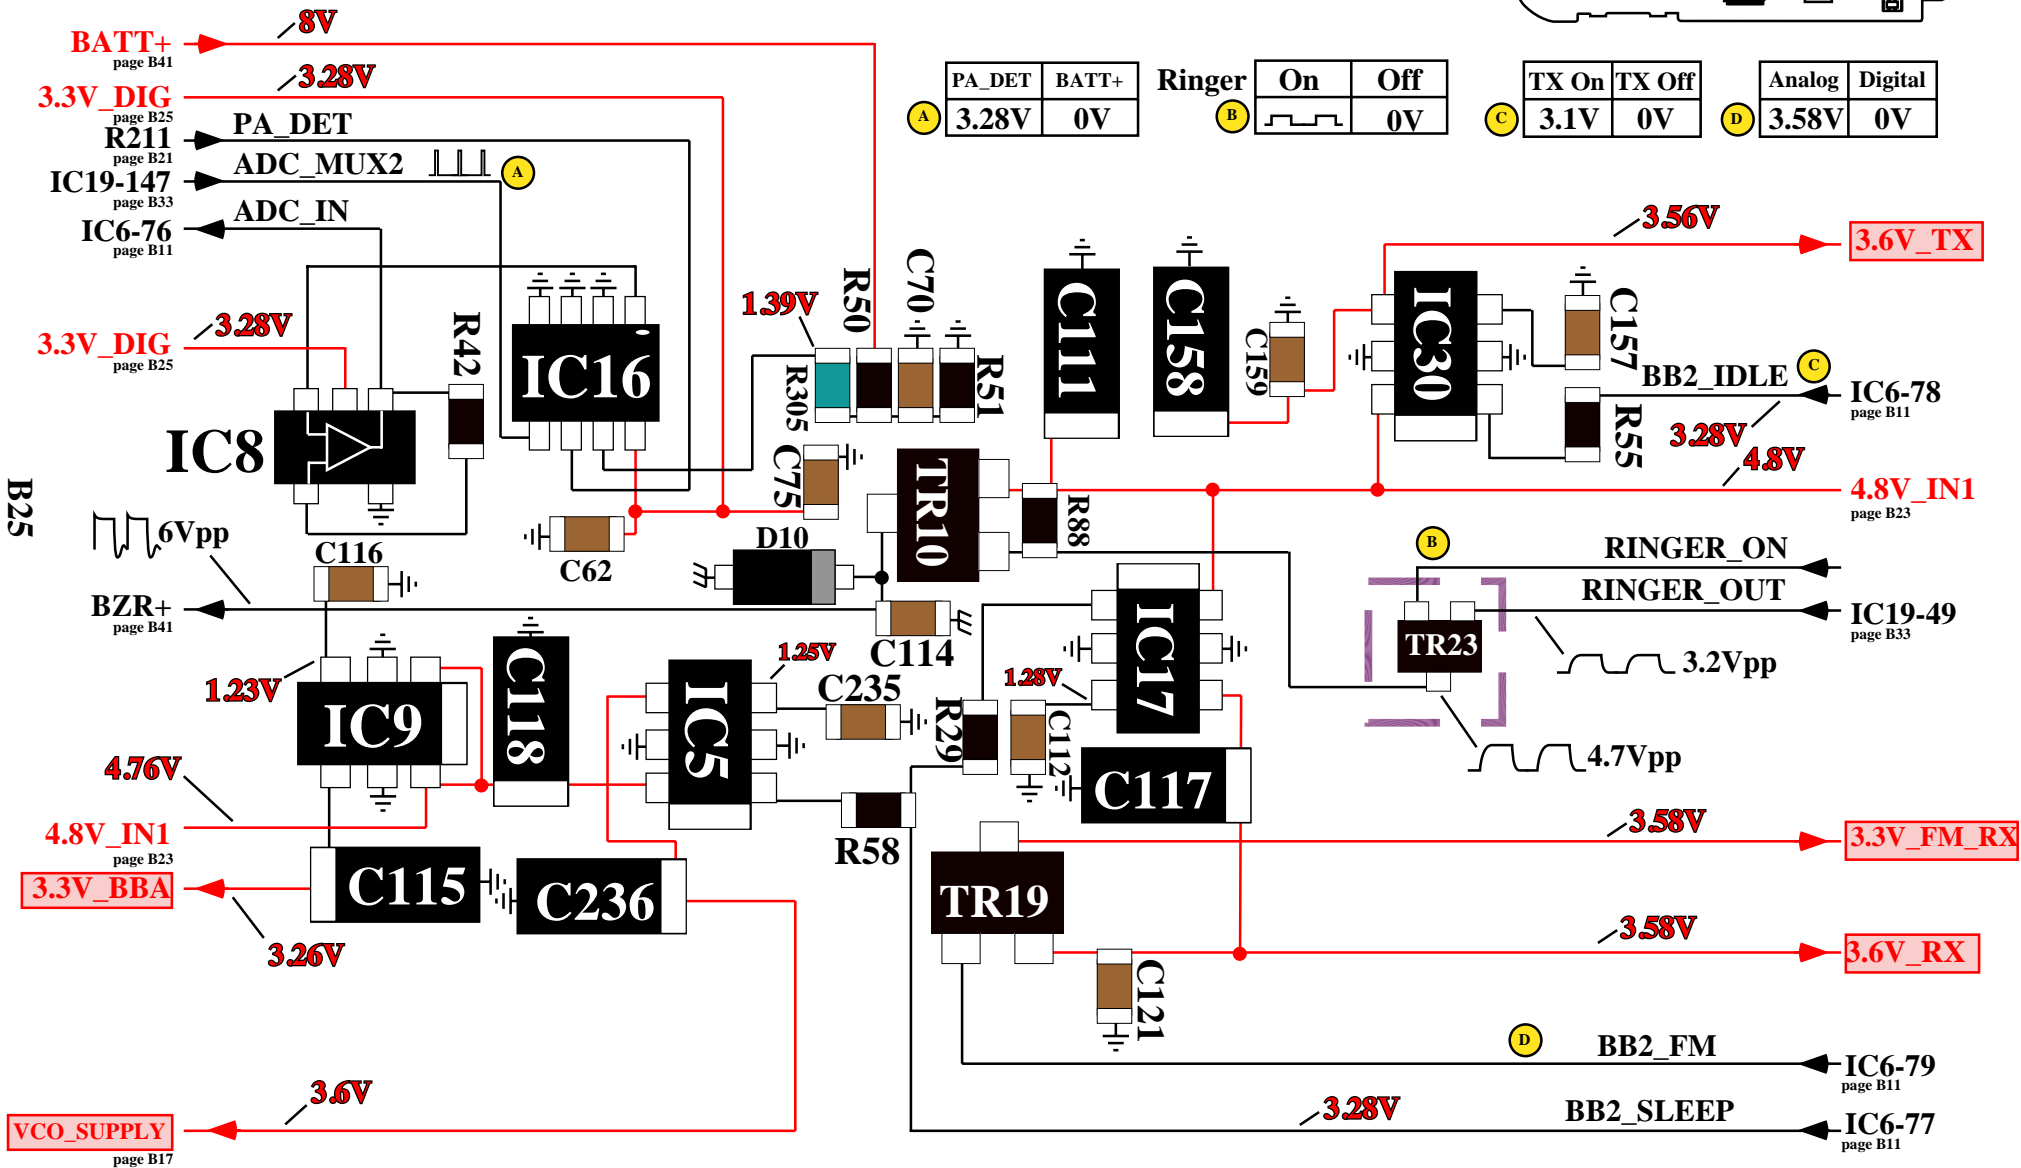 8V
BATT+
page B41
3.28V
3.3V_DIG
page B25
PA_DET
R211
page B21
ADC_MUX2
A
IC19-147
page B33
ADC_IN
IC6-76
page B11
PA_DET BATT+
A 3.28V 0V
Ringer On Off
B 0V
TX On TX Off
C 3.1V 0V
Analog Digital
D 3.58V 0V
3.56V
3.6V_TX
3.28V
3.3V_DIG
page B25
R42
IC16
1.39V
R50
C70
R305
R51
C111
C158
C159
IC30
C157
BB2_IDLE
C
IC6-78
page B11
3.28V
R55
4.8V
4.8V_IN1
page B23
IC8
B25
C75
TR10
R88
6Vpp
C116
C62
D10
B
RINGER_ON
RINGER_OUT
IC19-49
page B33
BZR+
page B41
C114
TR23
3.2Vpp
4.7Vpp
1.23V
IC9
C118
1.25V
IC5
C235
1.28V
IC17
R29
C112
C117
4.76V
4.8V_IN1
page B23
R58
3.58V
3.3V_FM_RX
3.3V_BBA
3.26V
C115
C236
TR19
3.58V
3.6V_RX
C121
D
BB2_FM
IC6-79
page B11
3.6V
VCO_SUPPLY
page B17
3.28V
BB2_SLEEP
IC6-77
page B11